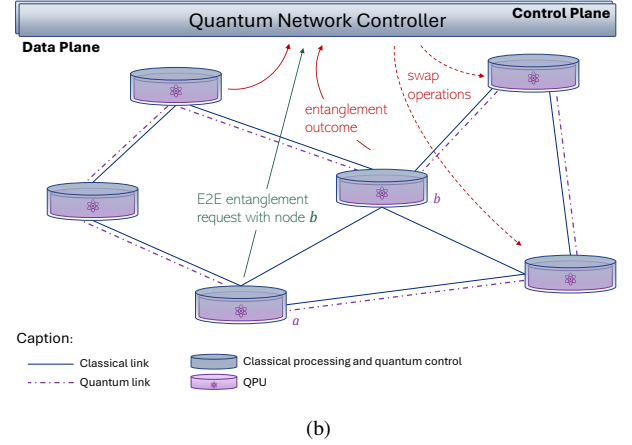 Quantum Network Controller
Control Plane
Data Plane
swap
operations
entanglement
outcome
E2E entanglement
request with node b
b
a
Caption:
Classical link
Classical processing and quantum control
Quantum link
QPU
(b)